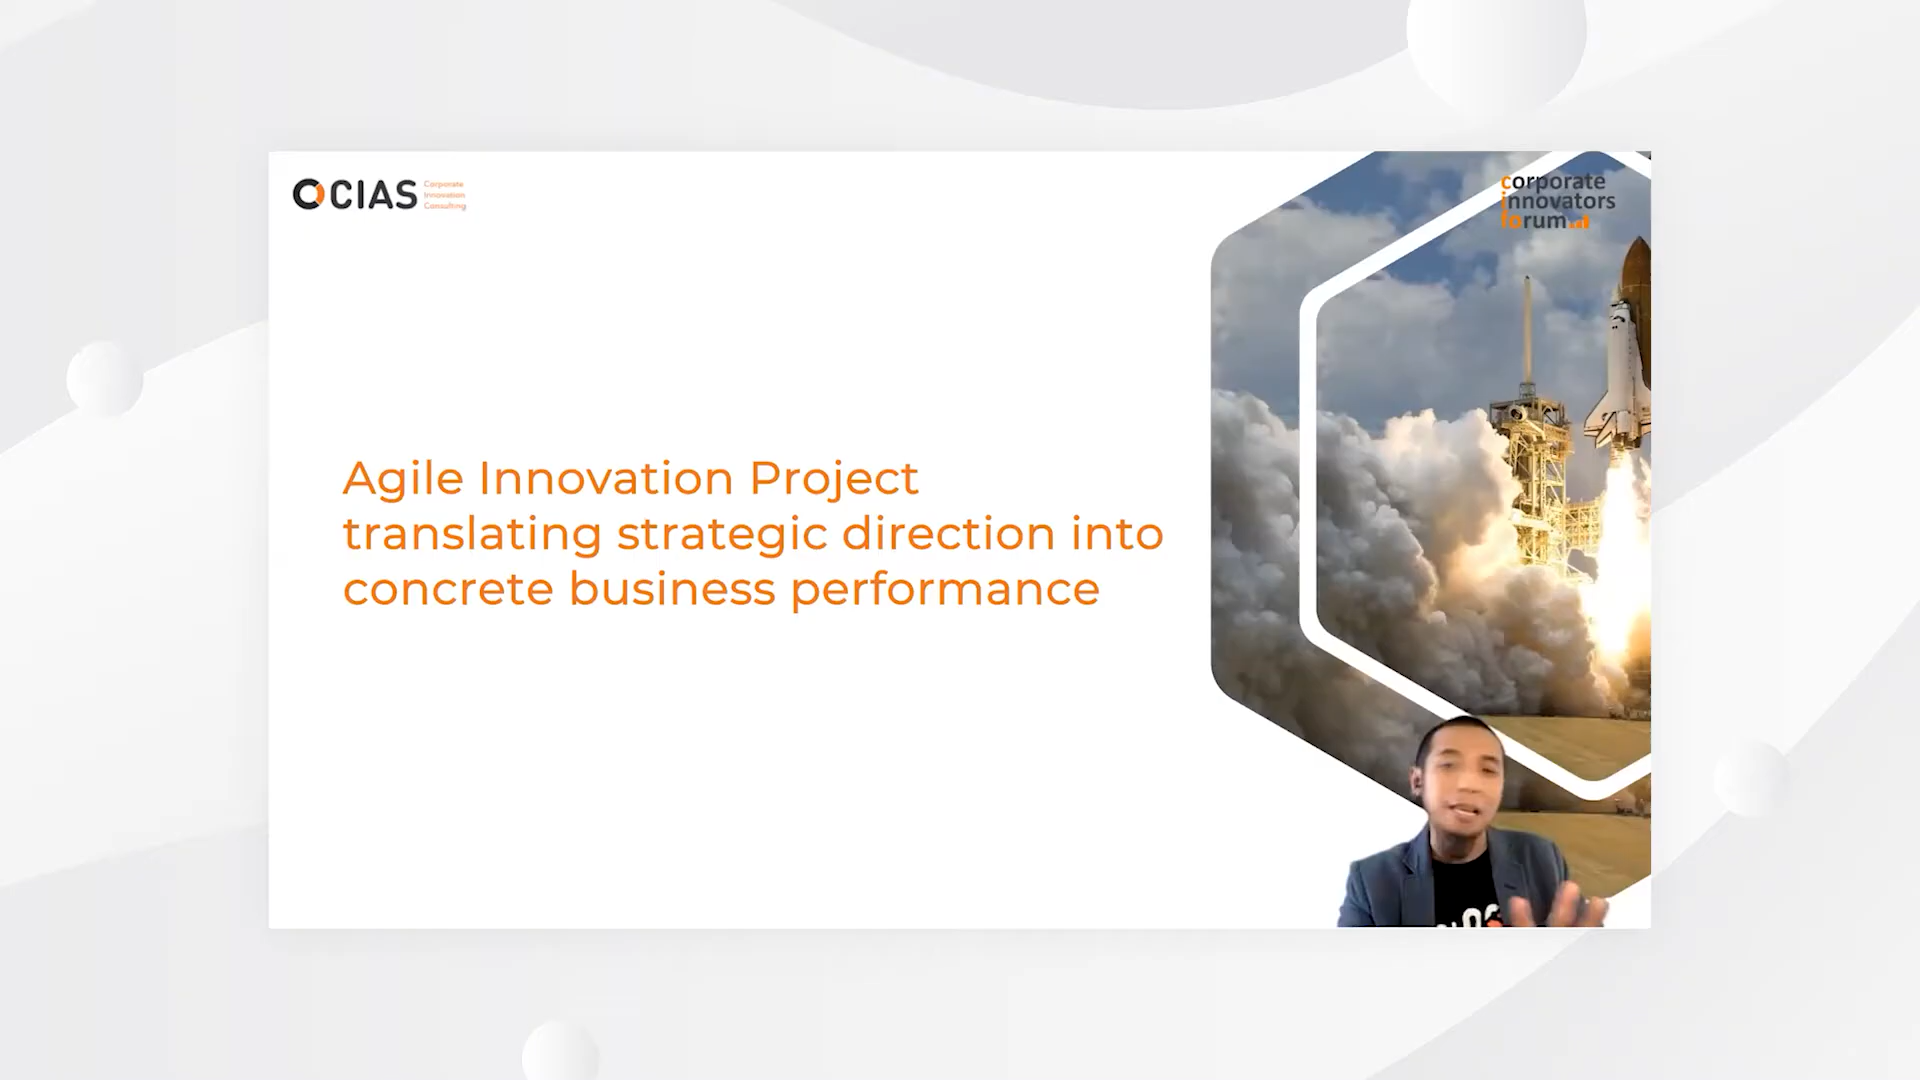 CIAS
Corporate
Innovation
Consulting
corporate
innovators
forum
Agile Innovation Project
translating strategic direction into
concrete business performance